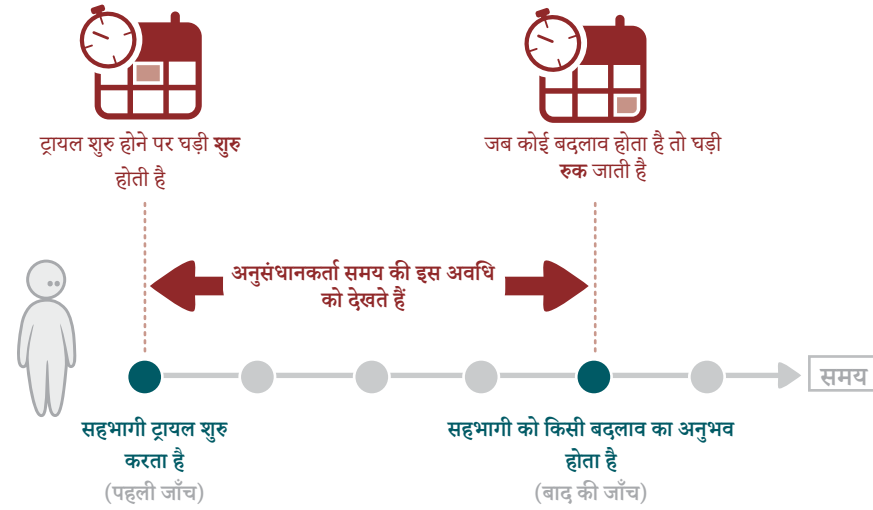 ट्रायल शुरु होने पर घड़ी शुरु
होती है
जब कोई बदलाव होता है तो घड़ी
रुक जाती है
अनुसंधानकर्ता समय की इस अवधि
को देखते हैं
समय
सहभागी ट्रायल शुरु
करता है
(पहली जाँच)
सहभागी को किसी बदलाव का अनुभव
होता है
(बाद की जाँच)